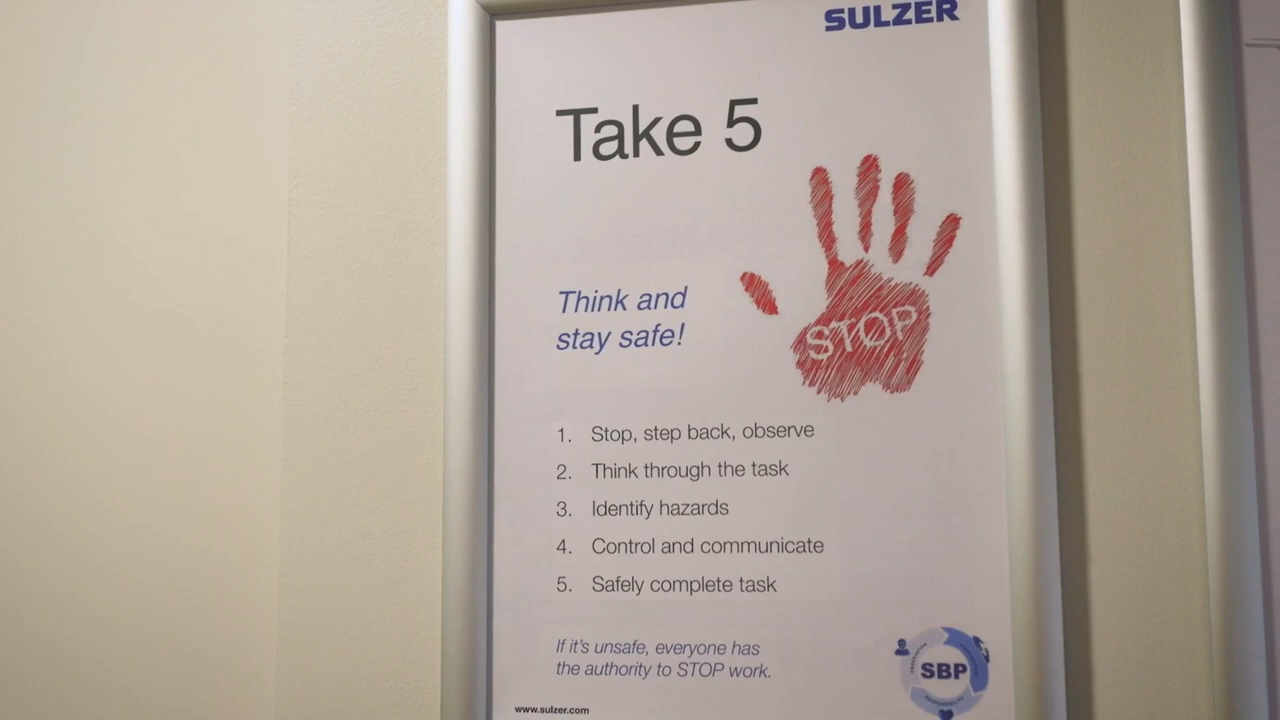 SULZER
Take 5
Think and
stay safe!
STOP
1. Stop, step back, observe
2. Think through the task
3. Identify hazards
4. Control and communicate
5. Safely complete task
If it's unsafe, everyone has
the authority to STOP work.
SBP
www.sulzer.com